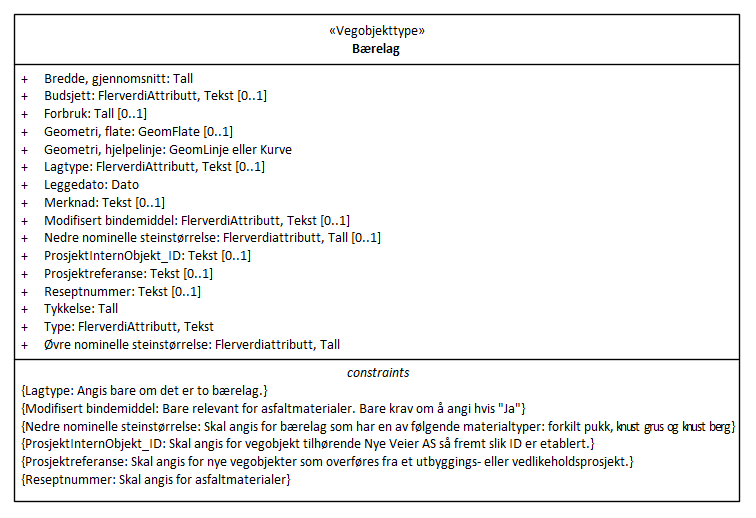 «Vegobjekttype»
Bærelag
+ Bredde, gjennomsnitt: Tall
+ Budsjett: FlerverdiAttributt, Tekst [0..1]
+ Forbruk: Tall [0..1]
+ Geometri, flate: GeomFlate [0..1]
+ Geometri, hjelpelinje: GeomLinje eller Kurve
+ Lagtype: FlerverdiAttributt, Tekst [0..1]
+ Leggedato: Dato
+ Merknad: Tekst [0..1]
+ Modifisert bindemiddel: FlerverdiAttributt, Tekst [0..1]
+ Nedre nominelle steinstørrelse: Flerverdiattributt, Tall [0..1]
+ ProsjektInternObjekt_ID: Tekst [0..1]
+ Prosjektreferanse: Tekst [0..1]
+ Reseptnummer: Tekst [0..1]
+ Tykkelse: Tall
+ Type: FlerverdiAttributt, Tekst
+ Øvre nominelle steinstørrelse: Flerverdiattributt, Tall
constraints
{Lagtype: Angis bare om det er to bærelag.}
{Modifisert bindemiddel: Bare relevant for asfaltmaterialer. Bare krav om å angi hvis "Ja"}
{Nedre nominelle steinstørrelse: Skal angis for bærelag som har en av følgende materialtyper: forkilt pukk, knust grus og knust berg}
{ProsjektInternObjekt_ID: Skal angis for vegobjekt tilhørende Nye Veier AS så fremt slik ID er etablert.}
{Prosjektreferanse: Skal angis for nye vegobjekter som overføres fra et utbyggings- eller vedlikeholdsprosjekt.}
{Reseptnummer: Skal angis for asfaltmaterialer}